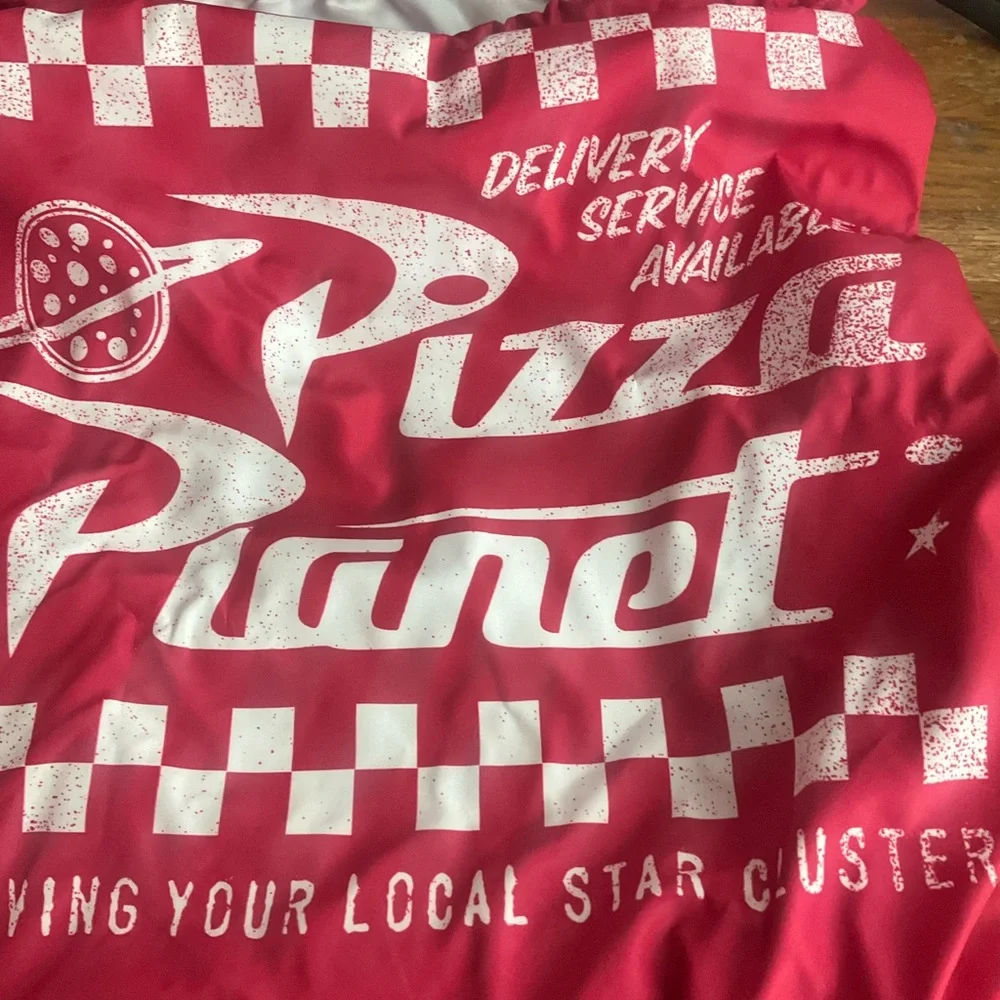 DELIVERY
SERVICE
AVAILABLE
Pizza
Planet
VING YOUR LOCAL STAR CLUSTER